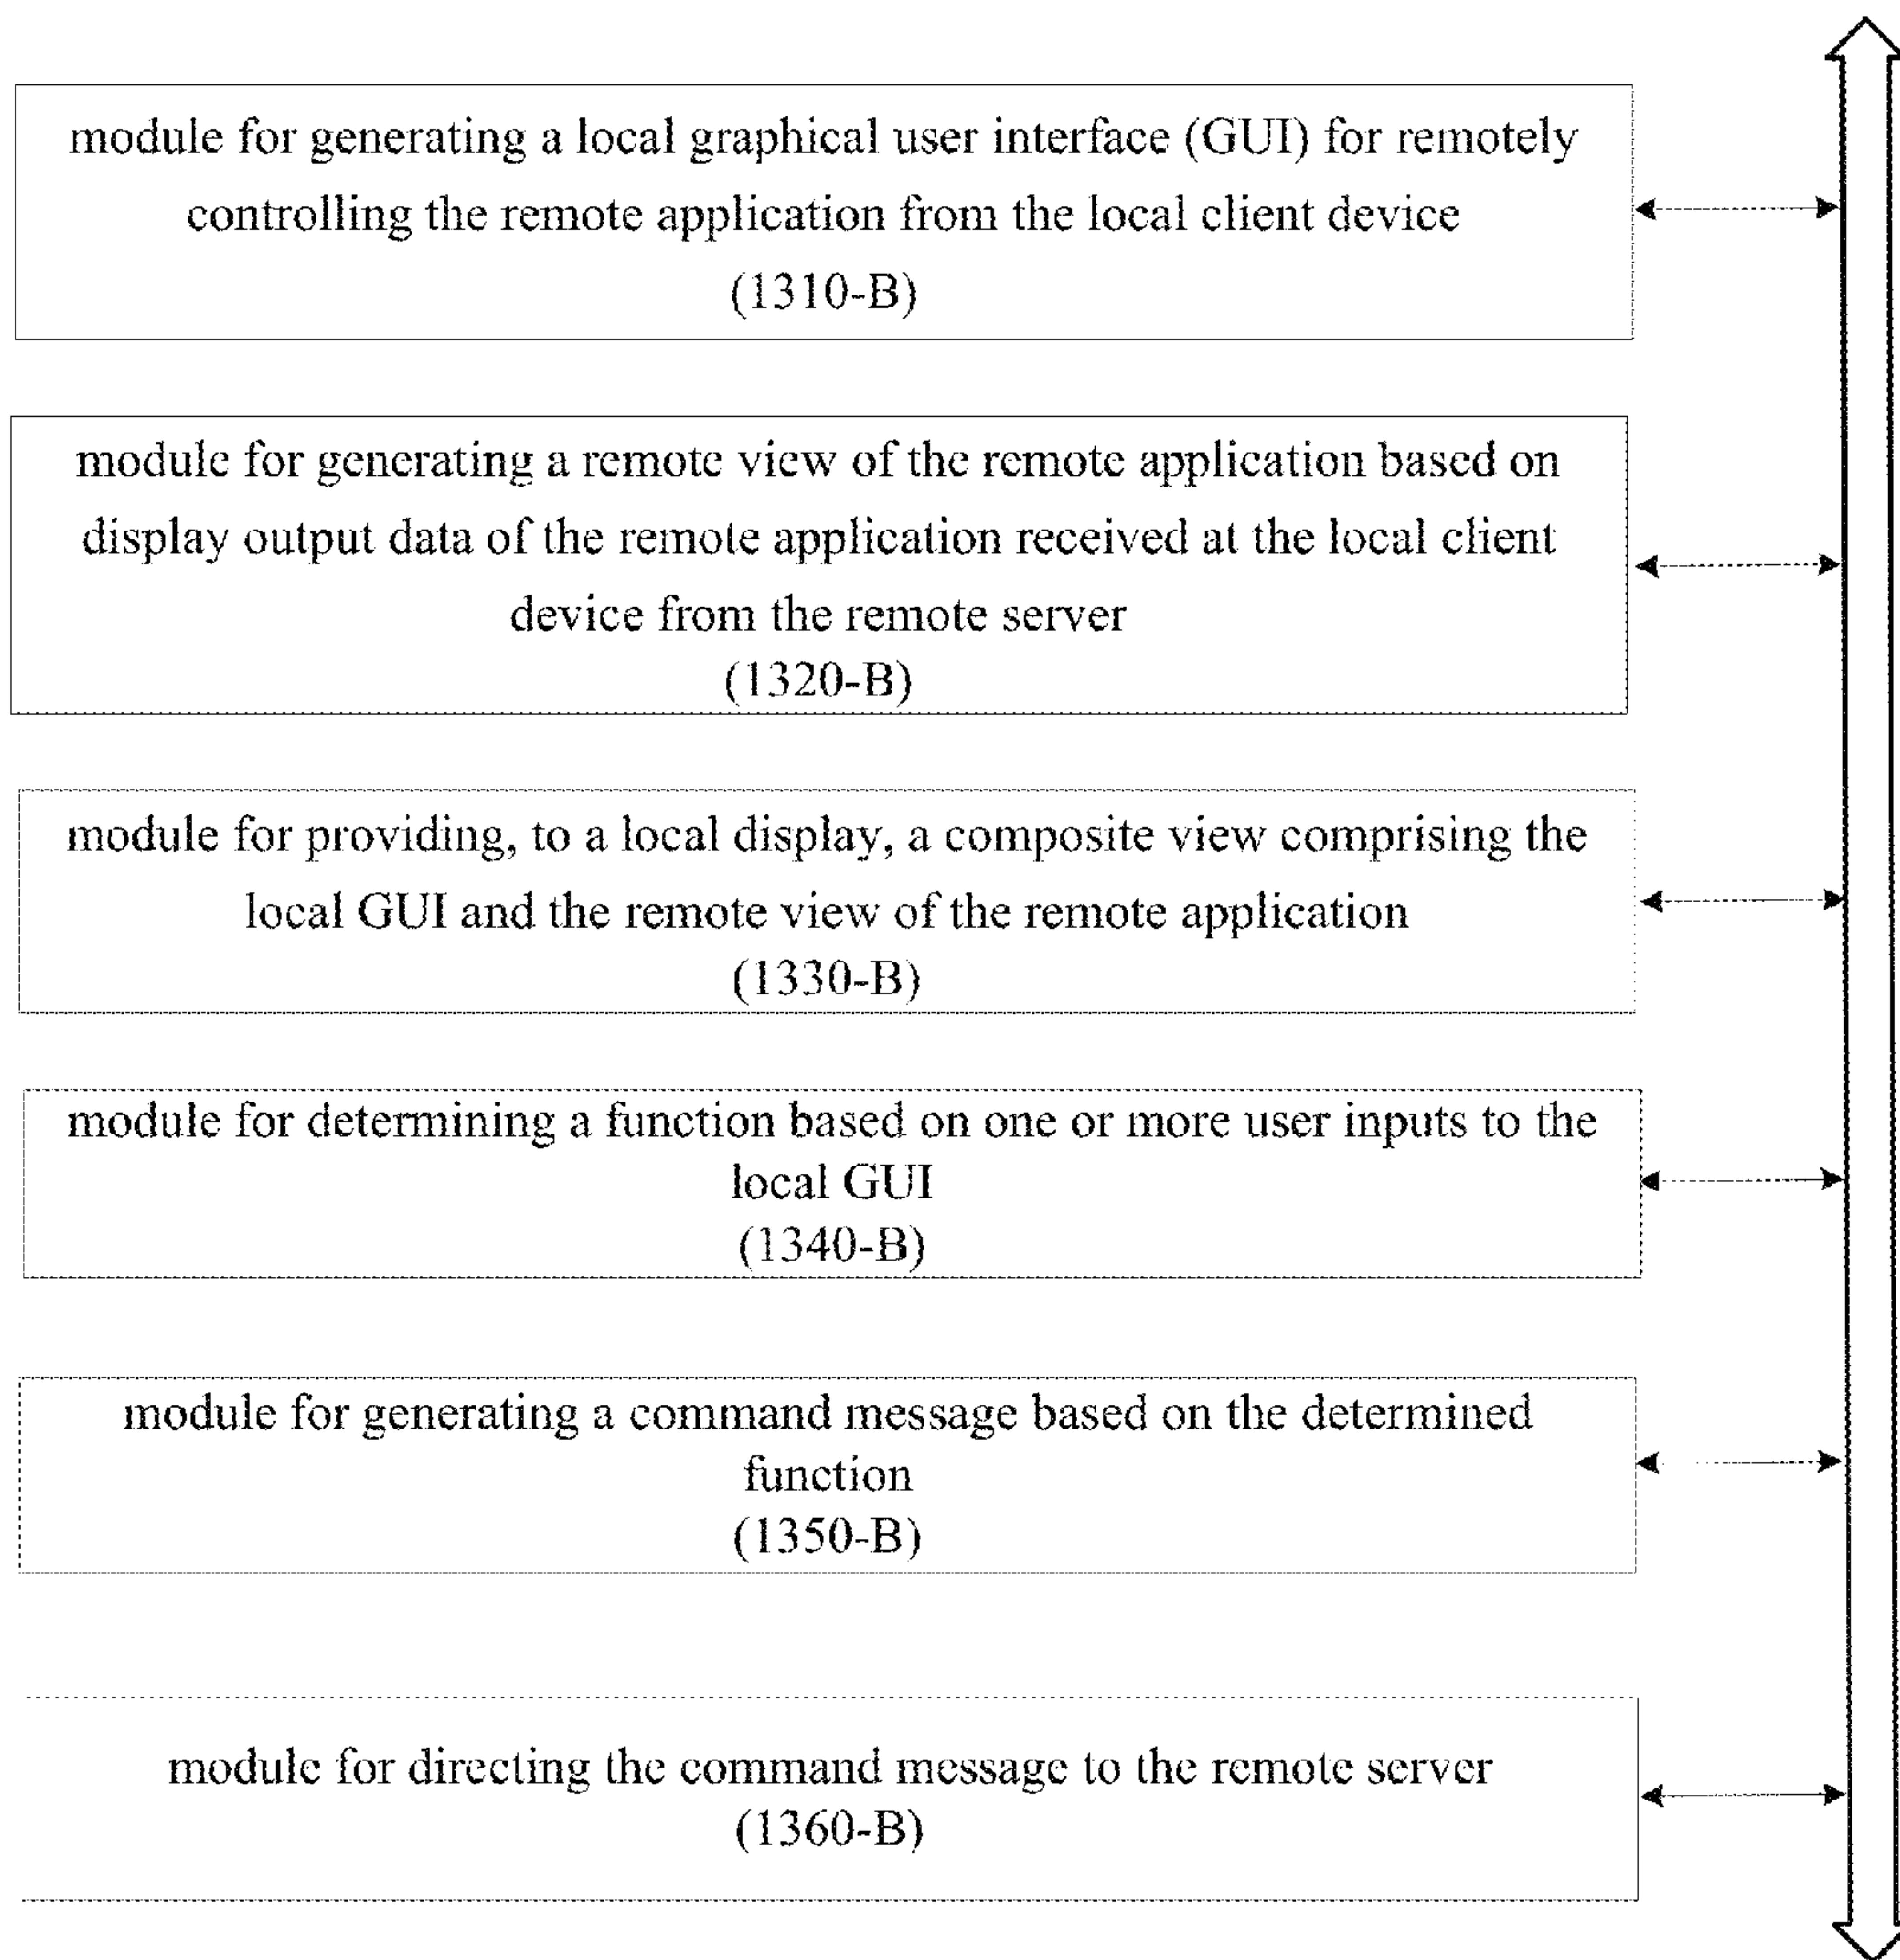 module for generating a local graphical user interface (GUI) for remotely
controlling the remote application from the local client device
(1310-B)
module for generating a remote view of the remote application based on
display output data of the remote application received at the local client
device from the remote server
(1320-B)
module for providing, to a local display, a composite view comprising the
local GUI and the remote view of the remote application
(1330-B)
module for determining a function based on one or more user inputs to the
local GUI
(1340-B)
module for generating a command message based on the determined
function
(1350-B)
module for directing the command message to the remote server
(1360-B)